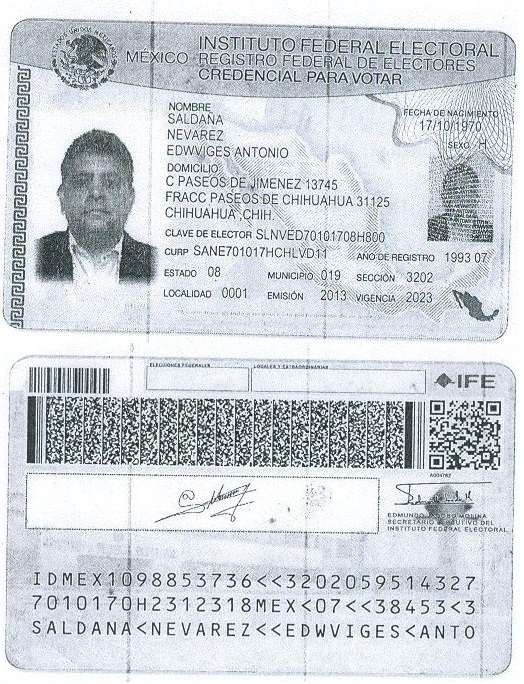 ESTADOS UNIDOS MEXICANOS
MÉXICO
INSTITUTO FEDERAL ELECTORAL
REGISTRO FEDERAL DE ELECTORES
CREDENCIAL PARA VOTAR
NOMBRE
SALDAÑA
NEVAREZ
EDWVIGES ANTONIO
FECHA DE NACIMIENTO
17/10/1970
SEXO H
DOMICILIO
C PASEOS DE JIMENEZ 13745
FRACC PASEOS DE CHIHUAHUA 31125
CHIHUAHUA ,CHIH.
CLAVE DE ELECTOR SLNVED70101708H800
CURP SANE701017HCHLVD11 AÑO DE REGISTRO 1993 07
ESTADO 08 MUNICIPIO 019 SECCIÓN 3202
LOCALIDAD 0001 EMISIÓN 2013 VIGENCIA 2023
ELECCIONES FEDERALES LOCALES Y EXTRAORDINARIAS
IFE
EDMUNDO JACOBO MOLINA
SECRETARIO EJECUTIVO DEL
INSTITUTO FEDERAL ELECTORAL
IDMEX1098853736<<3202059514327
7010170H2312318MEX<07<<38453<3
SALDANA<NEVAREZ<<EDWVIGES<ANTO